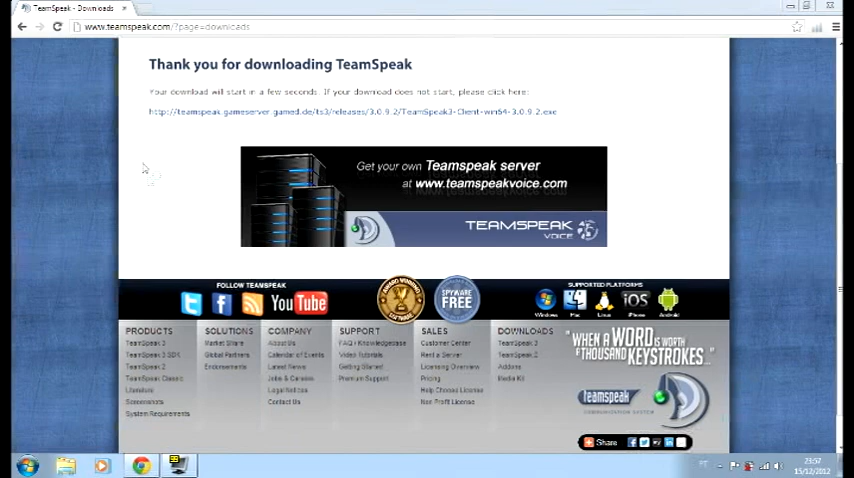 TeamSpeak - Downloads
www.teamspeak.com/?page=downloads
Thank you for downloading TeamSpeak
Your download will start in a few seconds. If your download does not start, please click here:
http://teamspeak.gameserver.gamed.de/ts3/releases/3.0.9.2/TeamSpeak3-Client-win64-3.0.9.2.exe
Get your own Teamspeak server
at www.teamspeakvoice.com
TEAMSPEAK
VOICE
FOLLOW TEAMSPEAK
YouTube
AWARD WINNING
SOFTWARE
SPYWARE
FREE
SUPPORTED PLATFORMS
iOS
Windows Mac Linux iPhone Android
PRODUCTS
TeamSpeak 3
TeamSpeak 3 SDK
TeamSpeak 2
TeamSpeak Classic
Literature
Screenshots
System Requirements
SOLUTIONS
Market Share
Global Partners
Endorsements
COMPANY
About Us
Calendar of Events
Latest News
Jobs & Careers
Legal Notices
Contact Us
SUPPORT
FAQ / Knowledgebase
Video Tutorials
Getting Started
Premium Support
SALES
Customer Center
Rent a Server
Licensing Overview
Pricing
Help Choose License
Non Profit License
DOWNLOADS
TeamSpeak 3
TeamSpeak 2
Addons
Media Kit
"WHEN A WORD IS WORTH
A THOUSAND KEYSTROKES..."
teamspeak
COMMUNICATION SYSTEM
Share
PT
23:57
15/12/2012